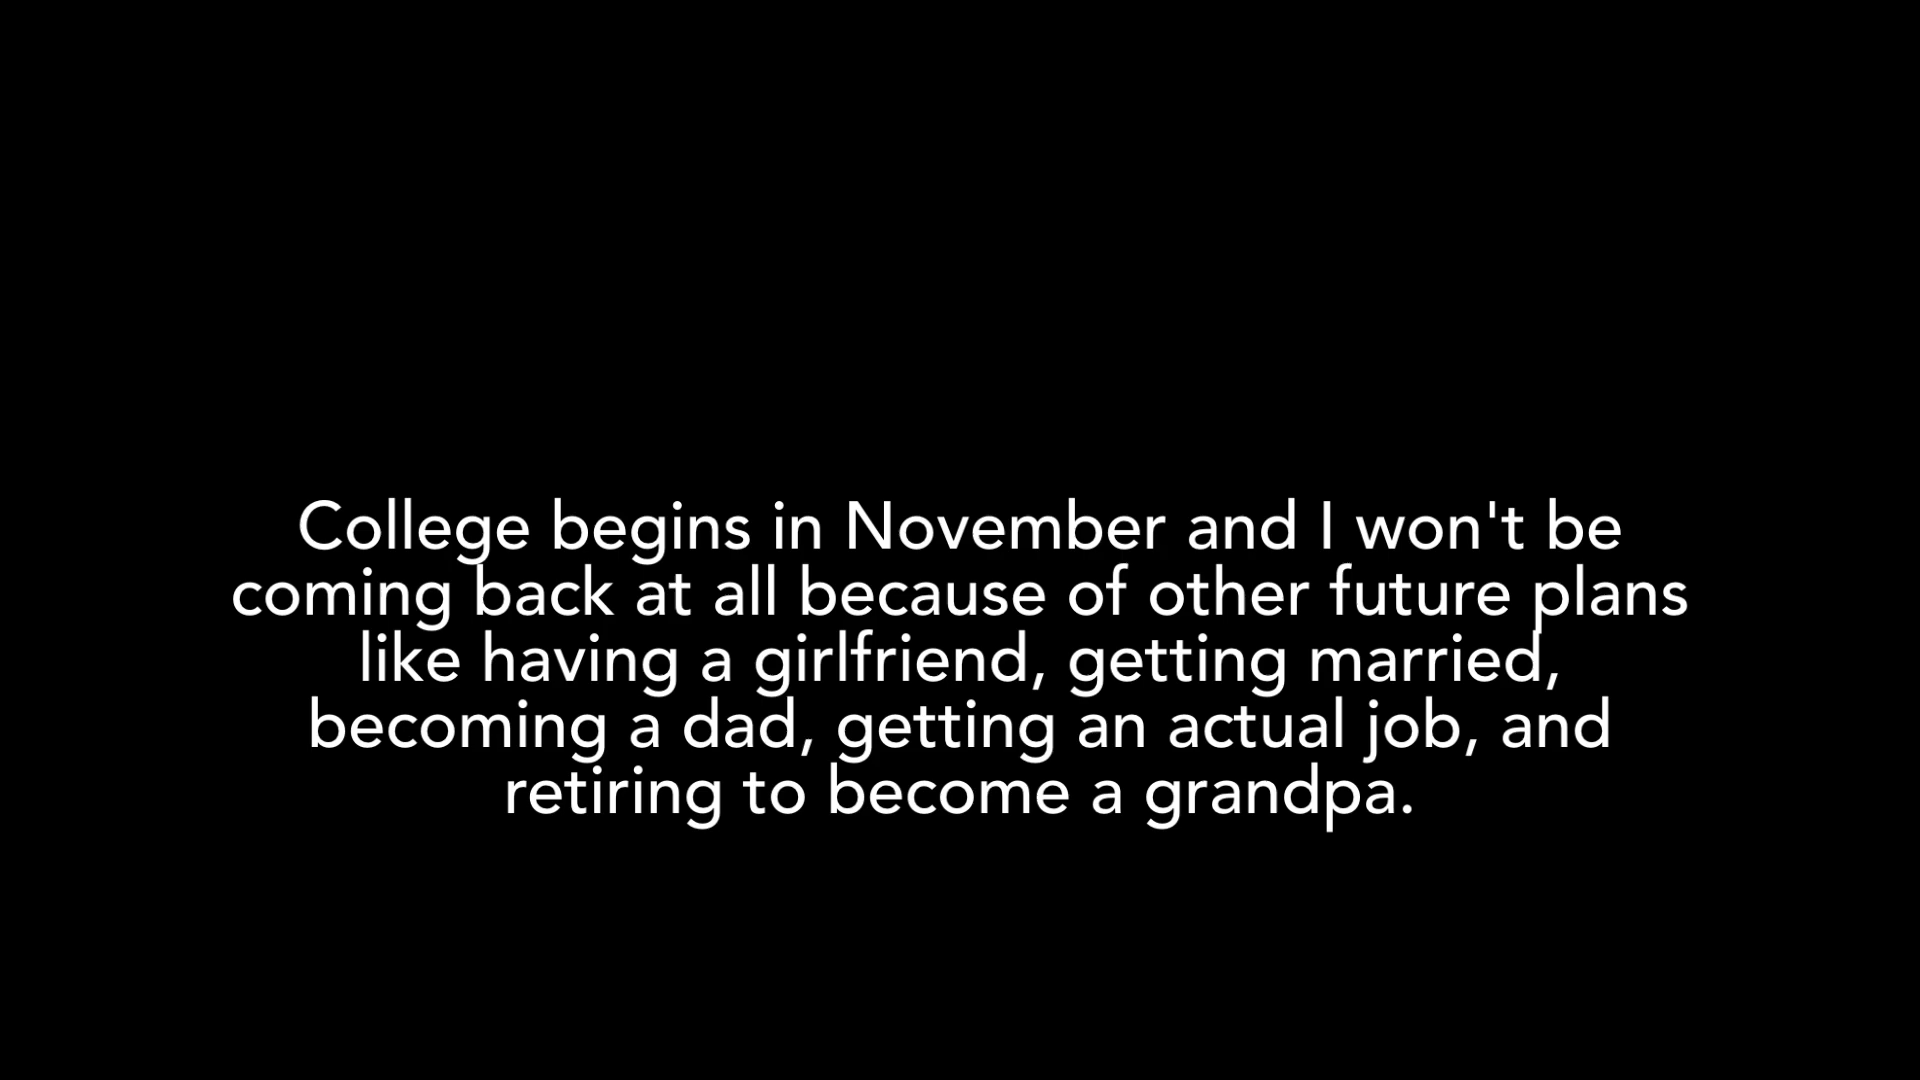 College begins in November and I won't be
coming back at all because of other future plans
like having a girlfriend, getting married,
becoming a dad, getting an actual job, and
retiring to become a grandpa.